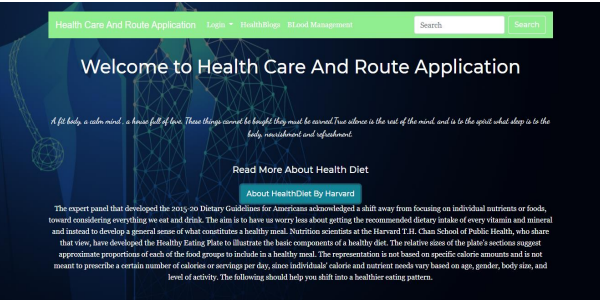 Health Care And Route Application Login HealthBlogs BLood Management Search Search
Welcome to Health Care And Route Application
A fit body, a calm mind , a house full of love. These things cannot be bought they must be earned.True silence is the rest of the mind, and is to the spirit what sleep is to the
body, nourishment and refreshment.
Read More About Health Diet
About HealthDiet By Harvard
The expert panel that developed the 2015-20 Dietary Guidelines for Americans acknowledged a shift away from focusing on individual nutrients or foods,
toward considering everything we eat and drink. The aim is to have us worry less about getting the recommended dietary intake of every vitamin and mineral
and instead to develop a general sense of what constitutes a healthy meal. Nutrition scientists at the Harvard T.H. Chan School of Public Health, who share
that view, have developed the Healthy Eating Plate to illustrate the basic components of a healthy diet. The relative sizes of the plate's sections suggest
approximate proportions of each of the food groups to include in a healthy meal. The representation is not based on specific calorie amounts and is not
meant to prescribe a certain number of calories or servings per day, since individuals' calorie and nutrient needs vary based on age, gender, body size, and
level of activity. The following should help you shift into a healthier eating pattern.